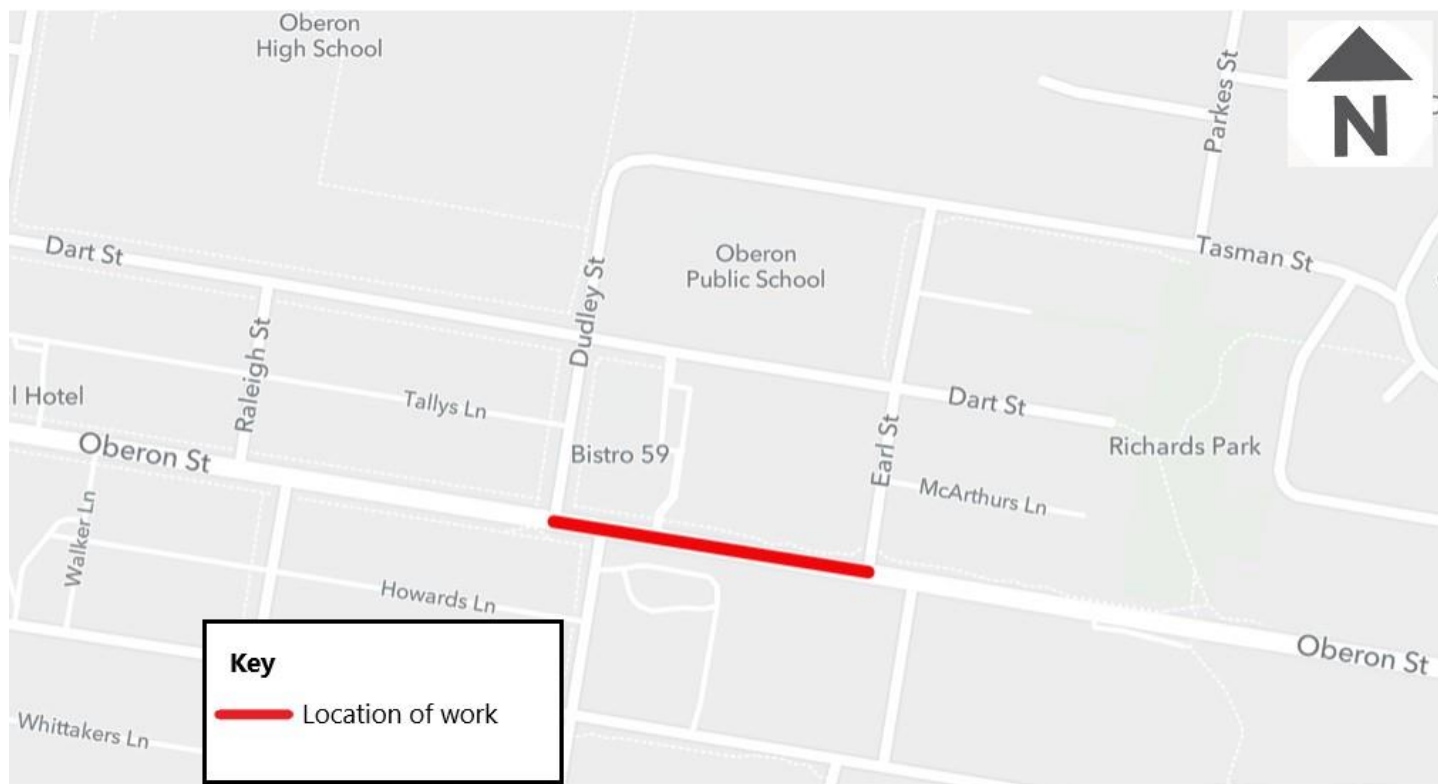 Oberon
High School
N
Parkes St
Dart St
Dudley St
Oberon
Public School
Tasman St
Raleigh St
l Hotel
Tallys Ln
Dart St
Oberon St
Bistro 59
Earl St
Richards Park
McArthurs Ln
Walker Ln
Howards Ln
Oberon St
Key
Location of work
Whittakers Ln